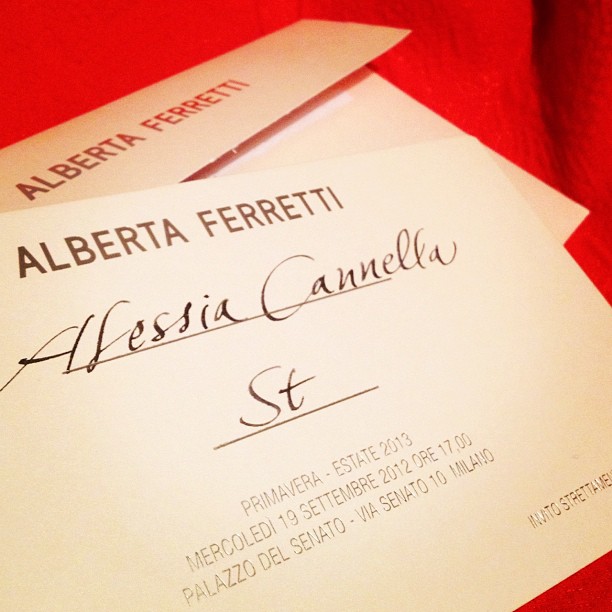 ALBERTA FERRETTI
ALBERTA FERRETTI
Alessia Cannella
St
PRIMAVERA - ESTATE 2013
MERCOLEDÌ 19 SETTEMBRE 2012 ORE 17,00
PALAZZO DEL SENATO - VIA SENATO 10 MILANO
INVITO